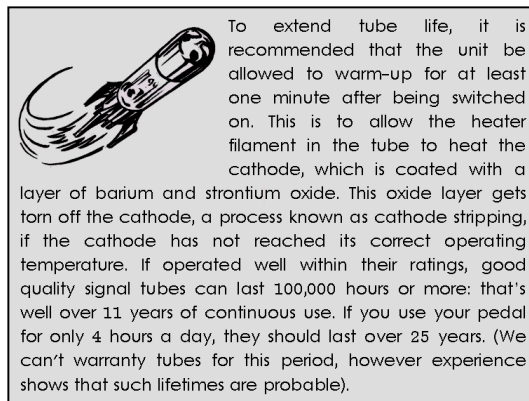 To extend tube life, it is
recommended that the unit be
allowed to warm-up for at least
one minute after being switched
on. This is to allow the heater
filament in the tube to heat the
cathode, which is coated with a
layer of barium and strontium oxide. This oxide layer gets
torn off the cathode, a process known as cathode stripping,
if the cathode has not reached its correct operating
temperature. If operated well within their ratings, good
quality signal tubes can last 100,000 hours or more: that's
well over 11 years of continuous use. If you use your pedal
for only 4 hours a day, they should last over 25 years. (We
can't warranty tubes for this period, however experience
shows that such lifetimes are probable).